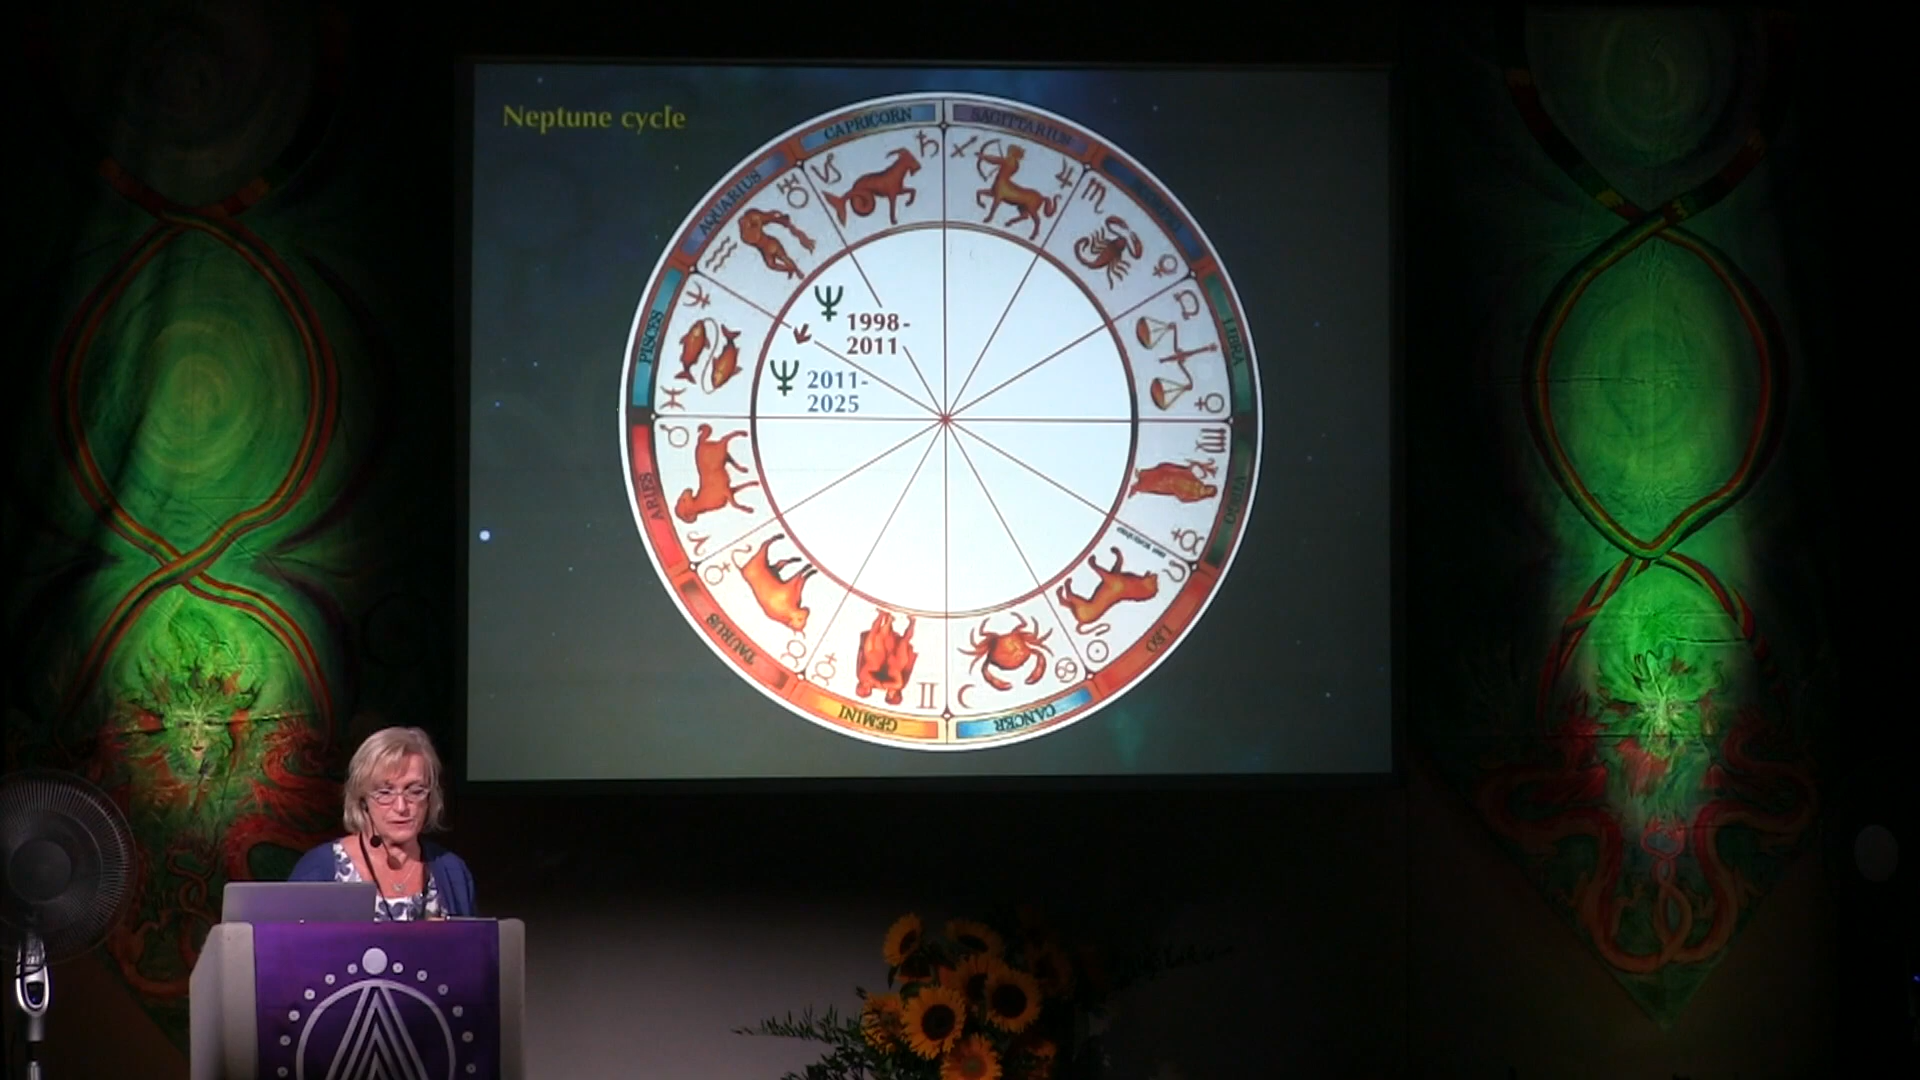 Neptune cycle
CAPRICORN
SAGITTARIUS
AQUARIUS
PISCES
LIBRA
1998-
2011
2011-
2025
ARIES
VIRGO
TAURUS
LEO
GEMINI
CANCER